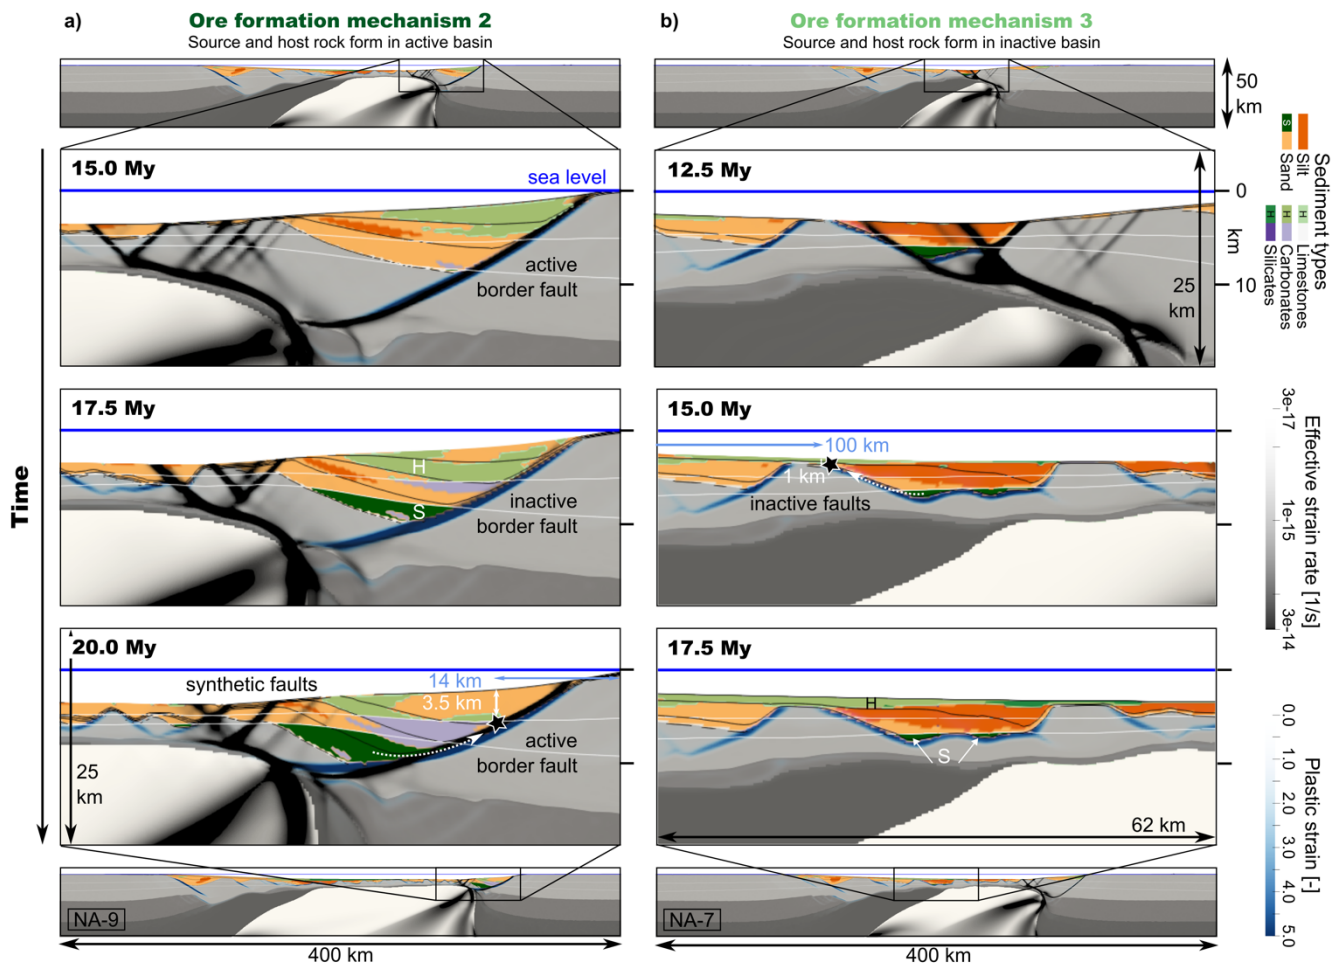 a)
Ore formation mechanism 2
Source and host rock form in active basin
b)
Ore formation mechanism 3
Source and host rock form in inactive basin
50
km
Time
15.0 My
sea level
active
border fault
17.5 My
H
S
inactive
border fault
20.0 My
synthetic faults
14 km
3.5 km
active
border fault
25
km
NA-9
400 km
12.5 My
0
km
10
25
km
15.0 My
100 km
1 km
inactive faults
17.5 My
H
S
62 km
NA-7
400 km
Sediment types
Silt
S
Sand
H
Limestones
H
Carbonates
H
Silicates
Effective strain rate [1/s]
3e-17
1e-15
3e-14
Plastic strain [-]
0.0
1.0
2.0
3.0
4.0
5.0